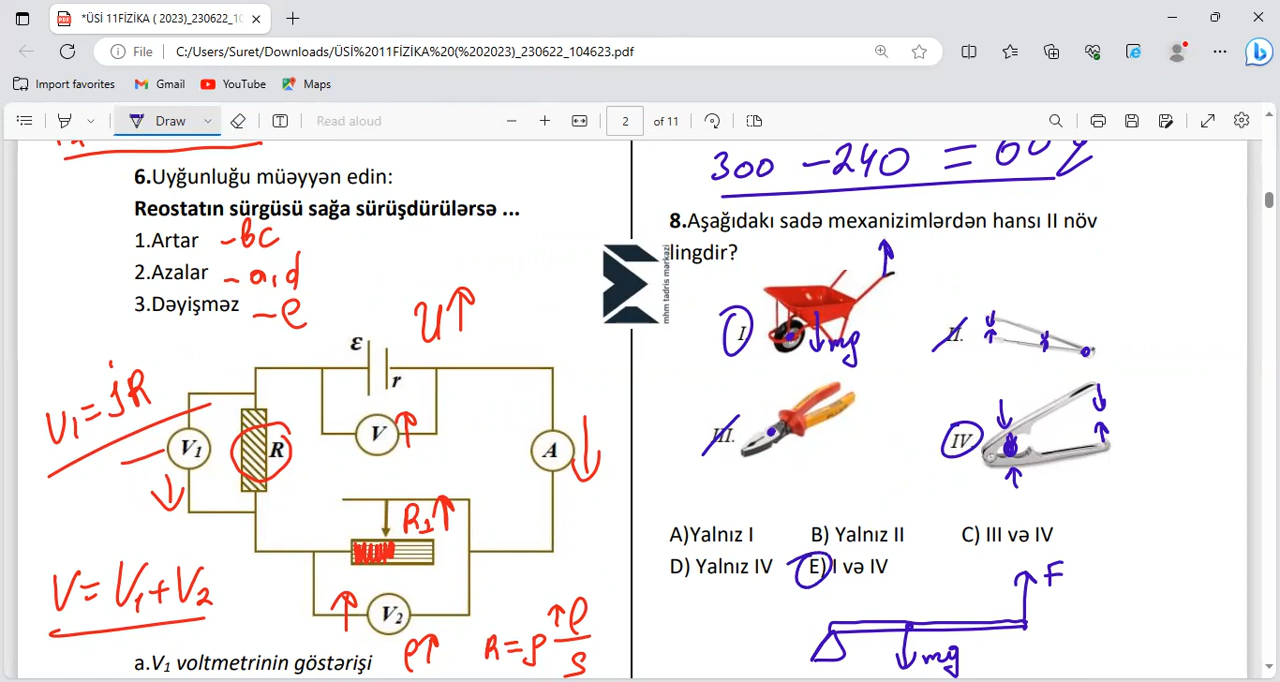 *ÜSİ 11FİZİKA ( 2023)_230622_10
File
C:/Users/Suret/Downloads/ÜSİ%2011FİZİKA%20(%202023)_230622_104623.pdf
Import favorites
Gmail
YouTube
Maps
Draw
Read aloud
2
of 11
6.Uyğunluğu müəyyən edin:
Reostatın sürgüsü sağa sürüşdürülərsə ...
1.Artar - bc
2.Azalar - a,d
3.Dəyişməz - e
U↑
ε
r
V
V1 = jR
V1
R
A
R1↑
V = V1 + V2
V2
ρ↑
R = ρ ℓ/S
a.V1 voltmetrinin göstərişi
300 - 240 = 60
mhm tədris mərkəzi
8.Aşağıdakı sadə mexanizimlərdən hansı II növ
lingdir?
I
mg
II.
III.
IV
A)Yalnız I
B) Yalnız II
C) III və IV
D) Yalnız IV
E) I və IV
F
mg